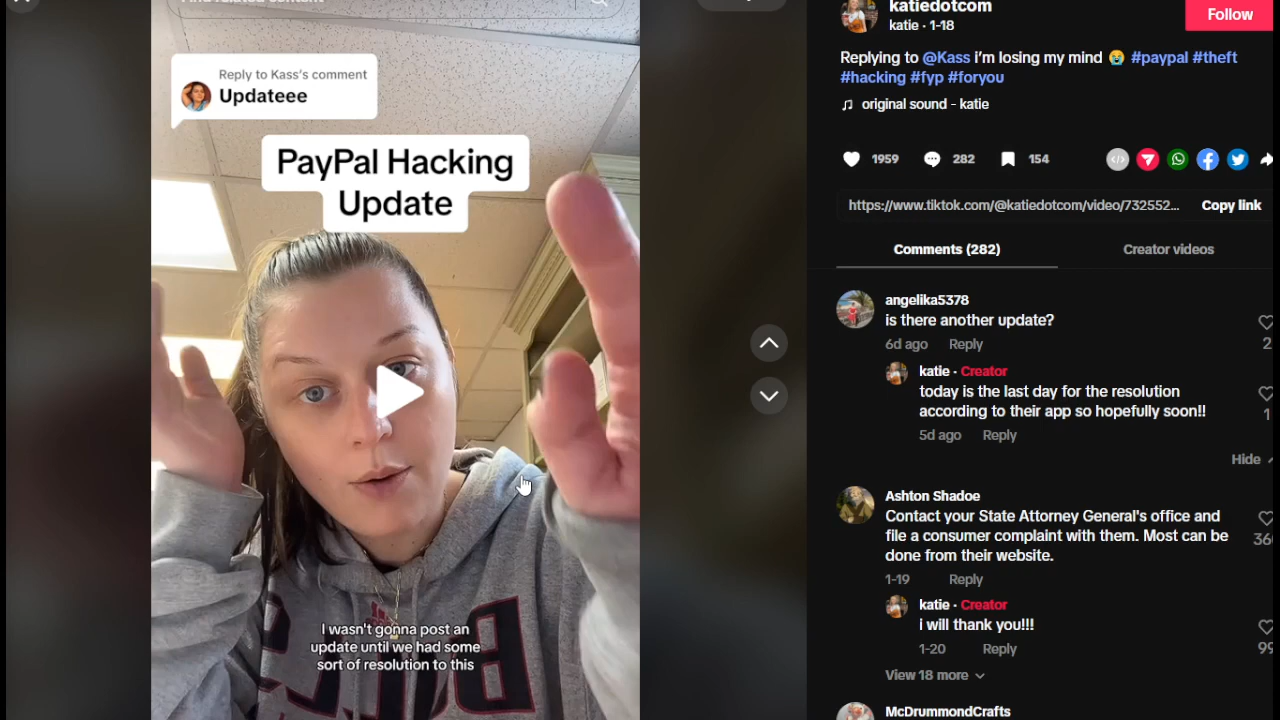 Find related content
Reply to Kass's comment
Updateee
PayPal Hacking
Update
I wasn't gonna post an
update until we had some
sort of resolution to this
katiedotcom
katie · 1-18
Follow
Replying to @Kass i'm losing my mind 😭 #paypal #theft
#hacking #fyp #foryou
♫ original sound - katie
1959
282
154
https://www.tiktok.com/@katiedotcom/video/732552...
Copy link
Comments (282)
Creator videos
angelika5378
is there another update?
6d ago Reply
2
katie · Creator
today is the last day for the resolution
according to their app so hopefully soon!!
5d ago Reply
1
Hide
Ashton Shadoe
Contact your State Attorney General's office and
file a consumer complaint with them. Most can be
done from their website.
1-19 Reply
katie · Creator
i will thank you!!!
1-20 Reply
99
View 18 more
McDrummondCrafts